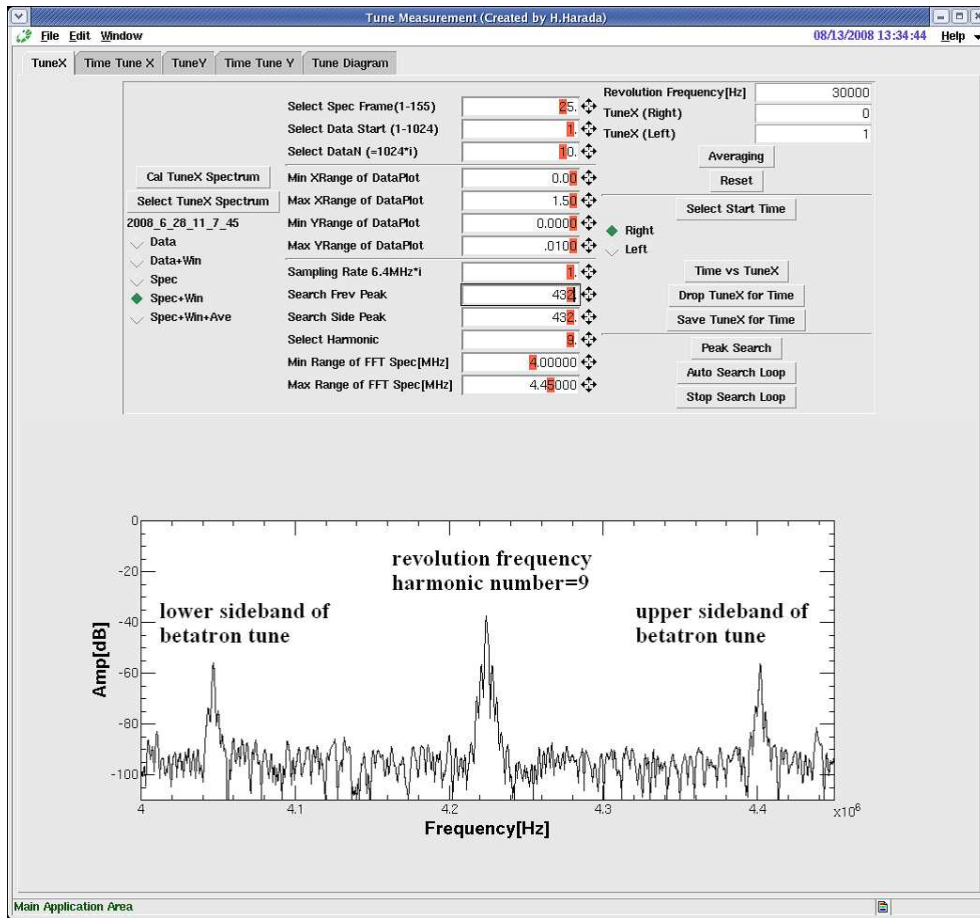 Tune Measurement (Created by H.Harada)
File Edit Window 08/13/2008 13:34:44 Help
TuneX Time Tune X TuneY Time Tune Y Tune Diagram
Cal TuneX Spectrum
Select TuneX Spectrum
2008_6_28_11_7_45
Data
Data+Win
Spec
Spec+Win
Spec+Win+Ave
Select Spec Frame(1-155) 25.
Select Data Start (1-1024) 1.
Select DataN (=1024*i) 10.
Min XRange of DataPlot 0.00
Max XRange of DataPlot 1.50
Min YRange of DataPlot 0.0000
Max YRange of DataPlot .0100
Sampling Rate 6.4MHz*i 1.
Search Frev Peak 432
Search Side Peak 432.
Select Harmonic 9.
Min Range of FFT Spec[MHz] 4.00000
Max Range of FFT Spec[MHz] 4.45000
Revolution Frequency[Hz] 30000
TuneX (Right) 0
TuneX (Left) 1
Averaging
Reset
Select Start Time
Right
Left
Time vs TuneX
Drop TuneX for Time
Save TuneX for Time
Peak Search
Auto Search Loop
Stop Search Loop
revolution frequency
harmonic number=9
lower sideband of
betatron tune
upper sideband of
betatron tune
Amp[dB]
0
-20
-40
-60
-80
-100
4 4.1 4.2 4.3 4.4 x10⁶
Frequency[Hz]
Main Application Area